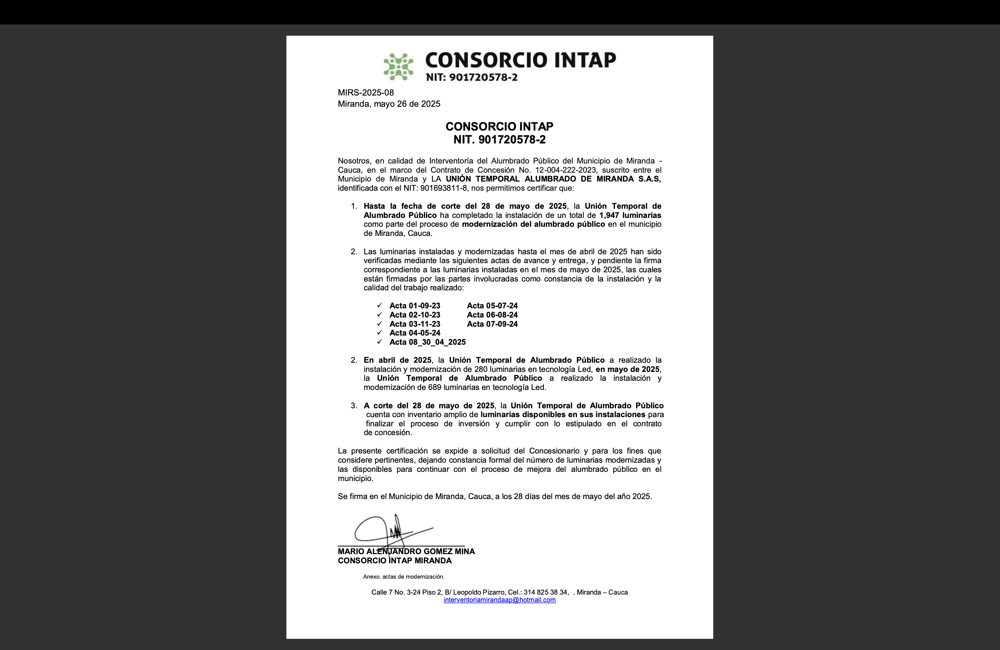 CONSORCIO INTAP
NIT: 901720578-2
MIRS-2025-08
Miranda, mayo 26 de 2025
CONSORCIO INTAP
NIT. 901720578-2
Nosotros, en calidad de Interventoría del Alumbrado Público del Municipio de Miranda -
Cauca, en el marco del Contrato de Concesión No. 12-004-222-2023, suscrito entre el
Municipio de Miranda y LA UNIÓN TEMPORAL ALUMBRADO DE MIRANDA S.A.S,
identificada con el NIT: 901693811-8, nos permitimos certificar que:
1. Hasta la fecha de corte del 28 de mayo de 2025, la Unión Temporal de
Alumbrado Público ha completado la instalación de un total de 1,947 luminarias
como parte del proceso de modernización del alumbrado público en el municipio
de Miranda, Cauca.
2. Las luminarias instaladas y modernizadas hasta el mes de abril de 2025 han sido
verificadas mediante las siguientes actas de avance y entrega, y pendiente la firma
correspondiente a las luminarias instaladas en el mes de mayo de 2025, las cuales
están firmadas por las partes involucradas como constancia de la instalación y la
calidad del trabajo realizado:
✓ Acta 01-09-23 Acta 05-07-24
✓ Acta 02-10-23 Acta 06-08-24
✓ Acta 03-11-23 Acta 07-09-24
✓ Acta 04-05-24
✓ Acta 08_30_04_2025
2. En abril de 2025, la Unión Temporal de Alumbrado Público a realizado la
instalación y modernización de 280 luminarias en tecnología Led, en mayo de 2025,
la Unión Temporal de Alumbrado Público a realizado la instalación y
modernización de 689 luminarias en tecnología Led.
3. A corte del 28 de mayo de 2025, la Unión Temporal de Alumbrado Público
cuenta con inventario amplio de luminarias disponibles en sus instalaciones para
finalizar el proceso de inversión y cumplir con lo estipulado en el contrato
de concesión.
La presente certificación se expide a solicitud del Concesionario y para los fines que
considere pertinentes, dejando constancia formal del número de luminarias modernizadas y
las disponibles para continuar con el proceso de mejora del alumbrado público en el
municipio.
Se firma en el Municipio de Miranda, Cauca, a los 28 días del mes de mayo del año 2025.
MARIO ALENJANDRO GOMEZ MINA
CONSORCIO INTAP MIRANDA
Anexo. actas de modernización.
Calle 7 No. 3-24 Piso 2, B/ Leopoldo Pizarro, Cel.: 314 825 38 34, . Miranda – Cauca
interventoriamirandaap@hotmail.com